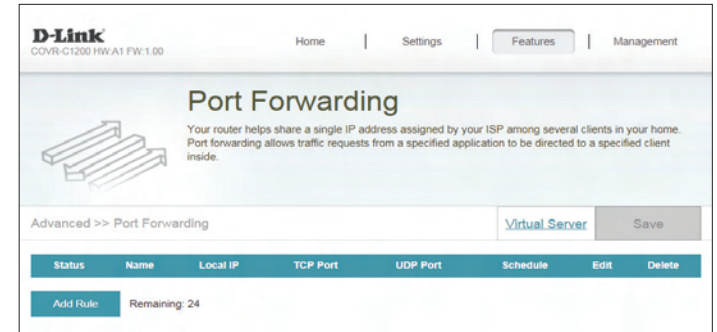 D-Link
COVR-C1200 HW:A1 FW:1.00
Home | Settings | Features | Management
Port Forwarding
Your router helps share a single IP address assigned by your ISP among several clients in your home.
Port forwarding allows traffic requests from a specified application to be directed to a specified client
inside.
Advanced >> Port Forwarding
Virtual Server
Save
Status Name Local IP TCP Port UDP Port Schedule Edit Delete
Add Rule Remaining: 24